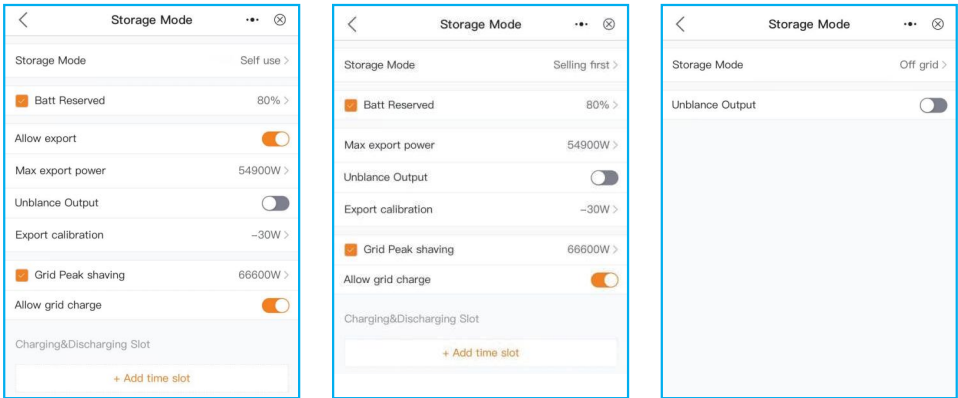 Storage Mode
Storage Mode Self use >
Batt Reserved 80% >
Allow export
Max export power 54900W >
Unblance Output
Export calibration -30W >
Grid Peak shaving 66600W >
Allow grid charge
Charging&Discharging Slot
+ Add time slot
Storage Mode
Storage Mode Selling first >
Batt Reserved 80% >
Max export power 54900W >
Unblance Output
Export calibration -30W >
Grid Peak shaving 66600W >
Allow grid charge
Charging&Discharging Slot
+ Add time slot
Storage Mode
Storage Mode Off grid >
Unblance Output